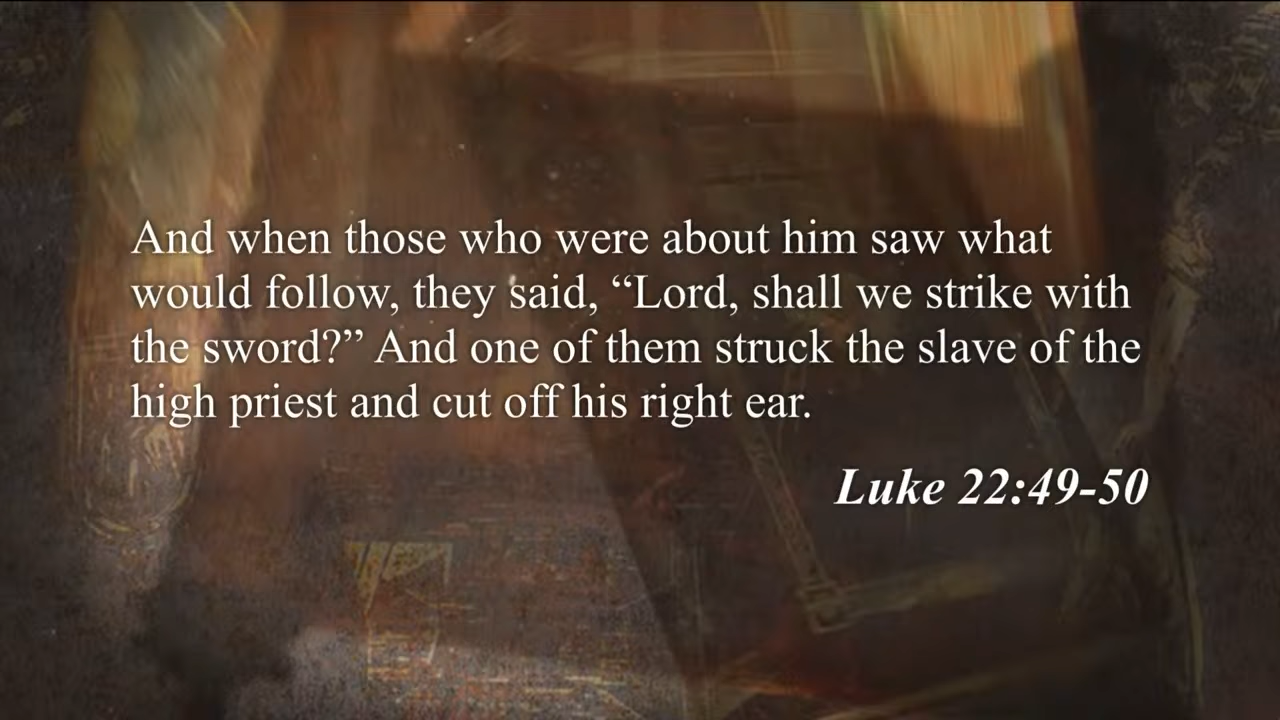 And when those who were about him saw what
would follow, they said, “Lord, shall we strike with
the sword?” And one of them struck the slave of the
high priest and cut off his right ear.
Luke 22:49-50